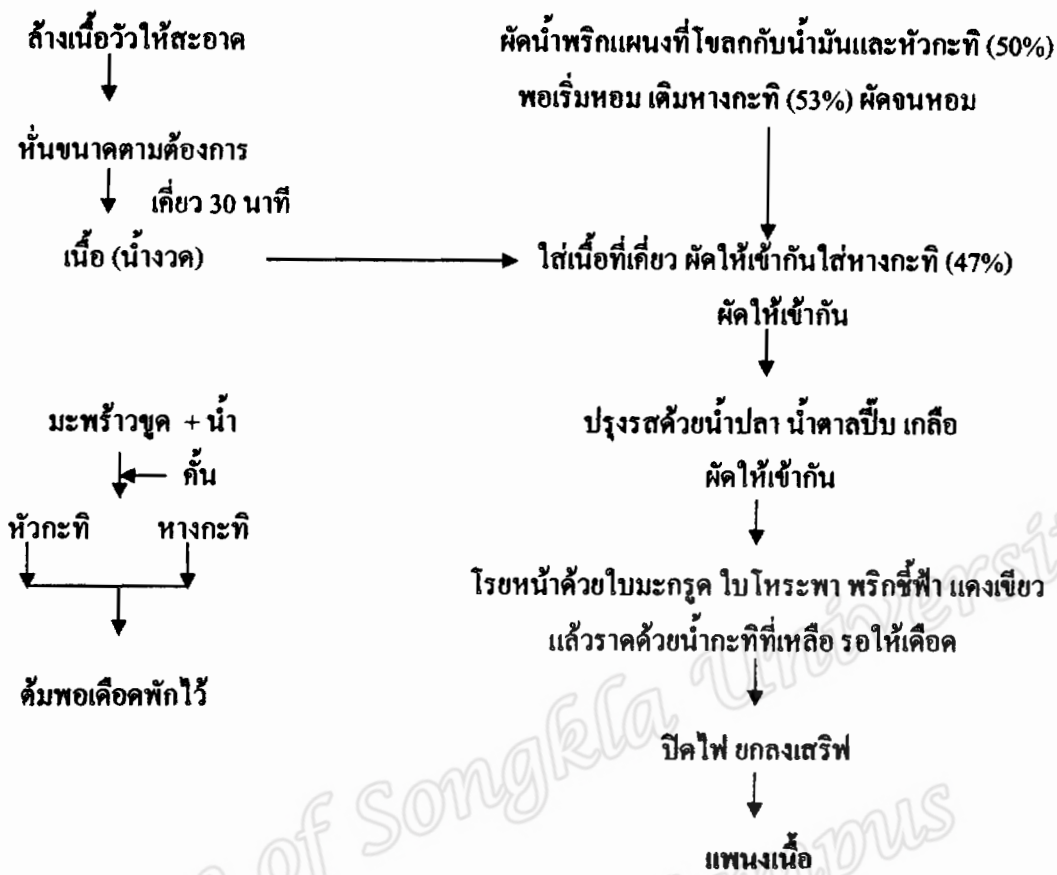 ล้างเนื้อวัวให้สะอาด
หั่นขนาดตามต้องการ
เคี่ยว 30 นาที
เนื้อ (น้ำงวด)
มะพร้าวขูด + น้ำ
คั้น
หัวกะทิ หางกะทิ
ต้มพอเดือดพักไว้
ผัดน้ำพริกแผนงที่โขลกกับน้ำมันและหัวกะทิ (50%)
พอเริ่มหอม เติมหางกะทิ (53%) ผัดจนหอม
ใส่เนื้อที่เคี่ยว ผัดให้เข้ากันใส่หางกะทิ (47%)
ผัดให้เข้ากัน
ปรุงรสด้วยน้ำปลา น้ำตาลปี๊บ เกลือ
ผัดให้เข้ากัน
โรยหน้าด้วยใบมะกรูด ใบโหระพา พริกชี้ฟ้า แดงเขียว
แล้วราดด้วยน้ำกะทิที่เหลือ รอให้เดือด
ปิดไฟ ยกลงเสริฟ
แพนงเนื้อ
of Songkla Universit
pus